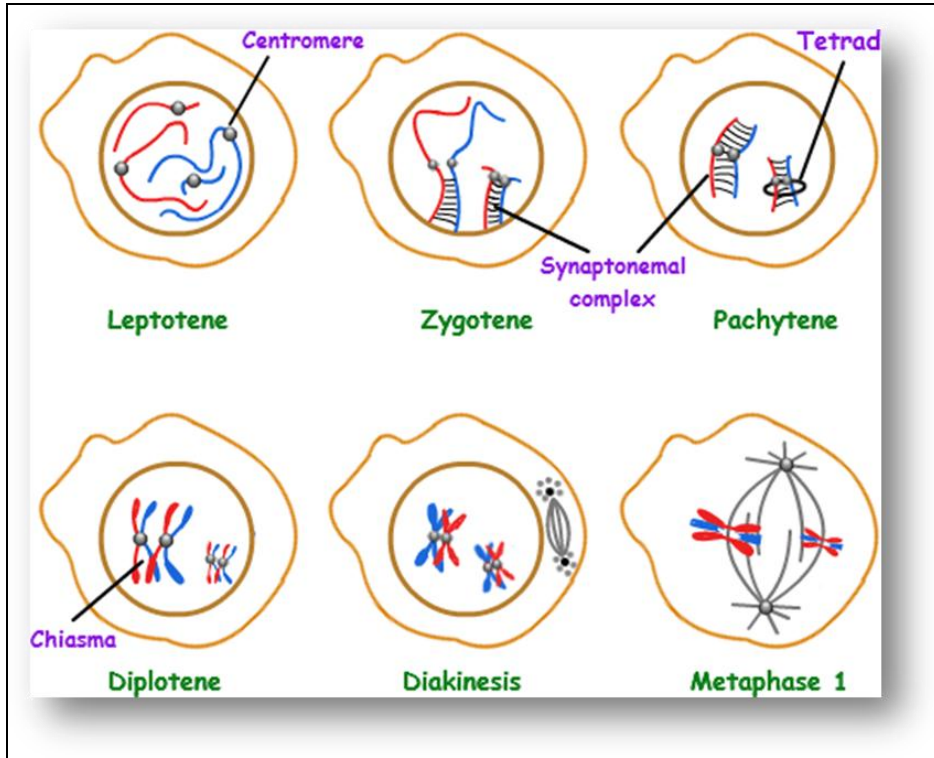 Centromere
Tetrad
Synaptonemal
complex
Leptotene
Zygotene
Pachytene
Chiasma
Diplotene
Diakinesis
Metaphase 1